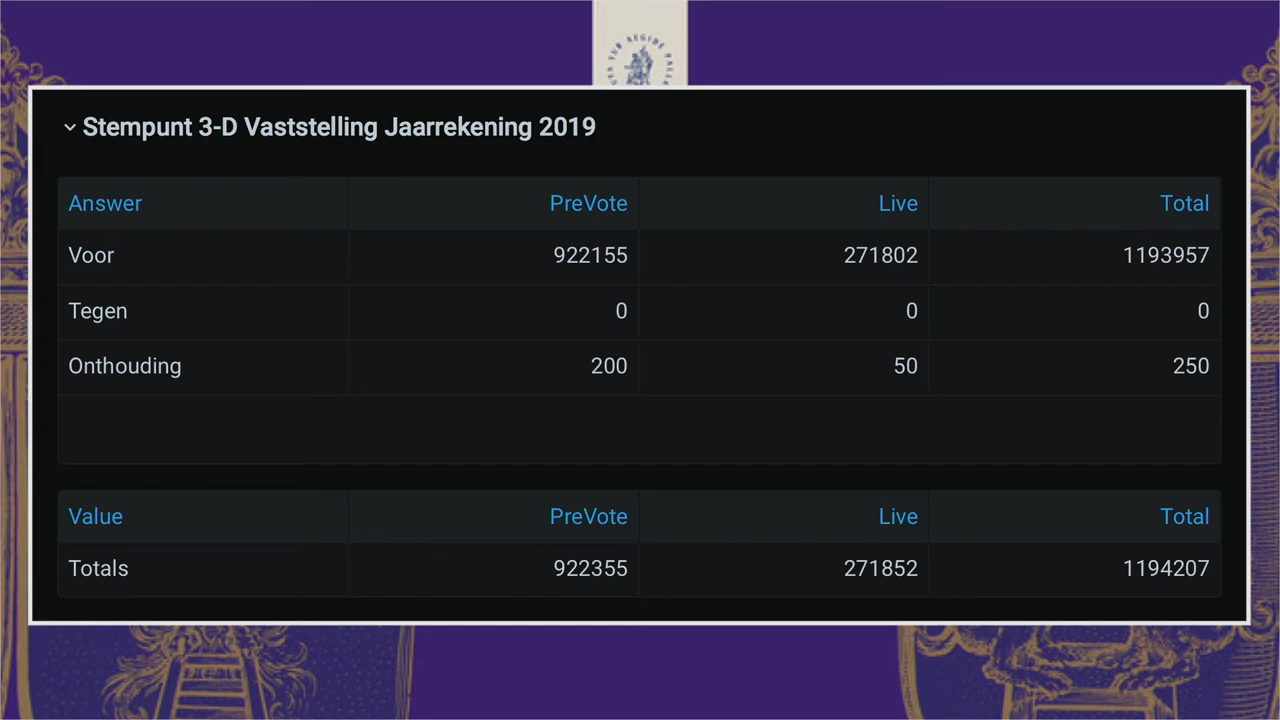 Stempunt 3-D Vaststelling Jaarrekening 2019
Answer PreVote Live Total
Voor 922155 271802 1193957
Tegen 0 0 0
Onthouding 200 50 250
Value PreVote Live Total
Totals 922355 271852 1194207